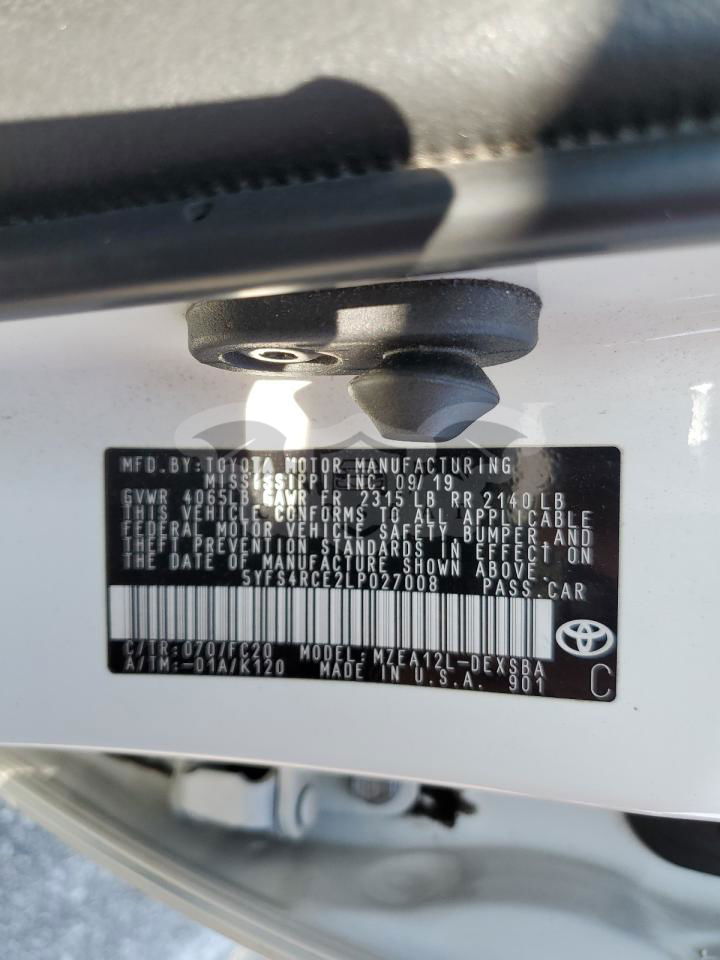 MFD. BY: TOYOTA MOTOR MANUFACTURING
MISSISSIPPI, INC. 09/19
GVWR 4065LB GAWR FR 2315 LB RR 2140 LB
THIS VEHICLE CONFORMS TO ALL APPLICABLE
FEDERAL MOTOR VEHICLE SAFETY, BUMPER, AND
THEFT PREVENTION STANDARDS IN EFFECT ON
THE DATE OF MANUFACTURE SHOWN ABOVE.
5YFS4RCE2LP027008 PASS. CAR
C/TR: 070/FC20 MODEL: MZEA12L-DEXSBA
A/TM: -01A/K120 MADE IN U.S.A. 901 C